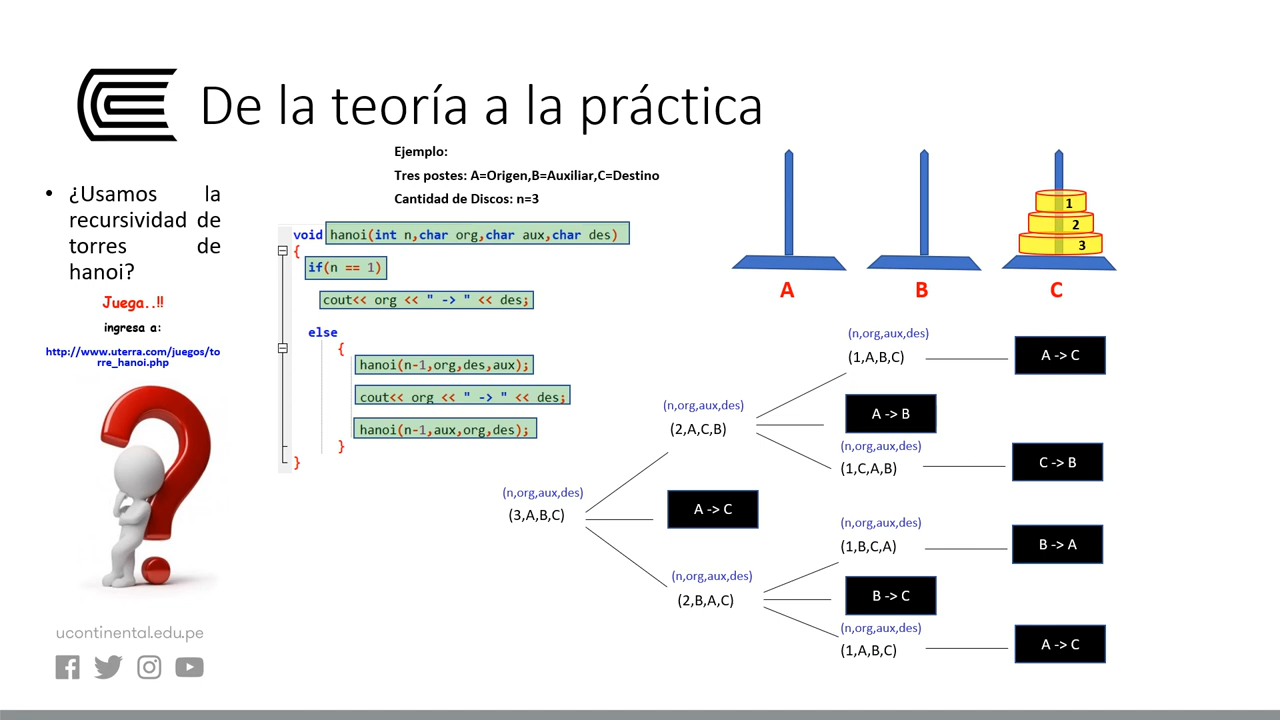 De la teoría a la práctica
• ¿Usamos la
recursividad de
torres de
hanoi?
Juega..!!
ingresa a:
http://www.uterra.com/juegos/to
rre_hanoi.php
ucontinental.edu.pe
Ejemplo:
Tres postes: A=Origen,B=Auxiliar,C=Destino
Cantidad de Discos: n=3
void hanoi(int n,char org,char aux,char des)
{
if(n == 1)
cout<< org << " -> " << des;
else
{
hanoi(n-1,org,des,aux);
cout<< org << " -> " << des;
hanoi(n-1,aux,org,des);
}
}
1
2
3
A B C
(n,org,aux,des)
(3,A,B,C)
(n,org,aux,des)
(2,A,C,B)
A -> C
(n,org,aux,des)
(2,B,A,C)
(n,org,aux,des)
(1,A,B,C)
A -> C
A -> B
(n,org,aux,des)
(1,C,A,B)
C -> B
(n,org,aux,des)
(1,B,C,A)
B -> A
B -> C
(n,org,aux,des)
(1,A,B,C)
A -> C